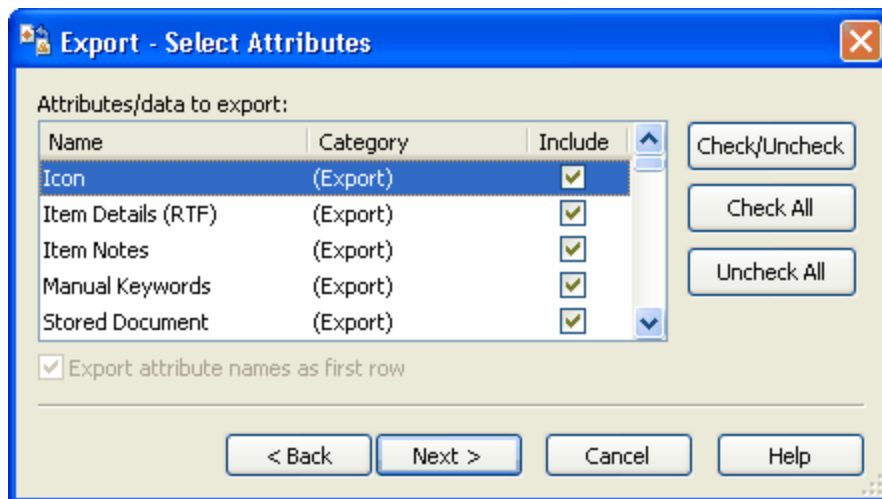 Export - Select Attributes
Attributes/data to export:
Name Category Include
Icon (Export)
Item Details (RTF) (Export)
Item Notes (Export)
Manual Keywords (Export)
Stored Document (Export)
Check/Uncheck
Check All
Uncheck All
Export attribute names as first row
< Back Next > Cancel Help